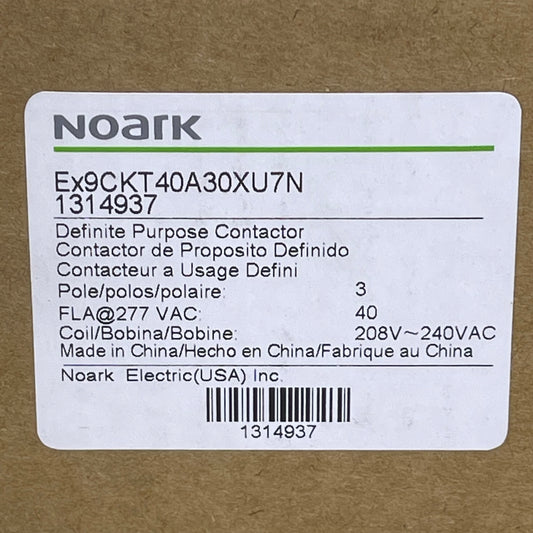 NOARK
Ex9CKT40A30XU7N
1314937
Definite Purpose Contactor
Contactor de Proposito Definido
Contacteur a Usage Defini
Pole/polos/polaire: 3
FLA@277 VAC: 40
Coil/Bobina/Bobine: 208V~240VAC
Made in China/Hecho en China/Fabrique au China
Noark Electric(USA) Inc.
1314937